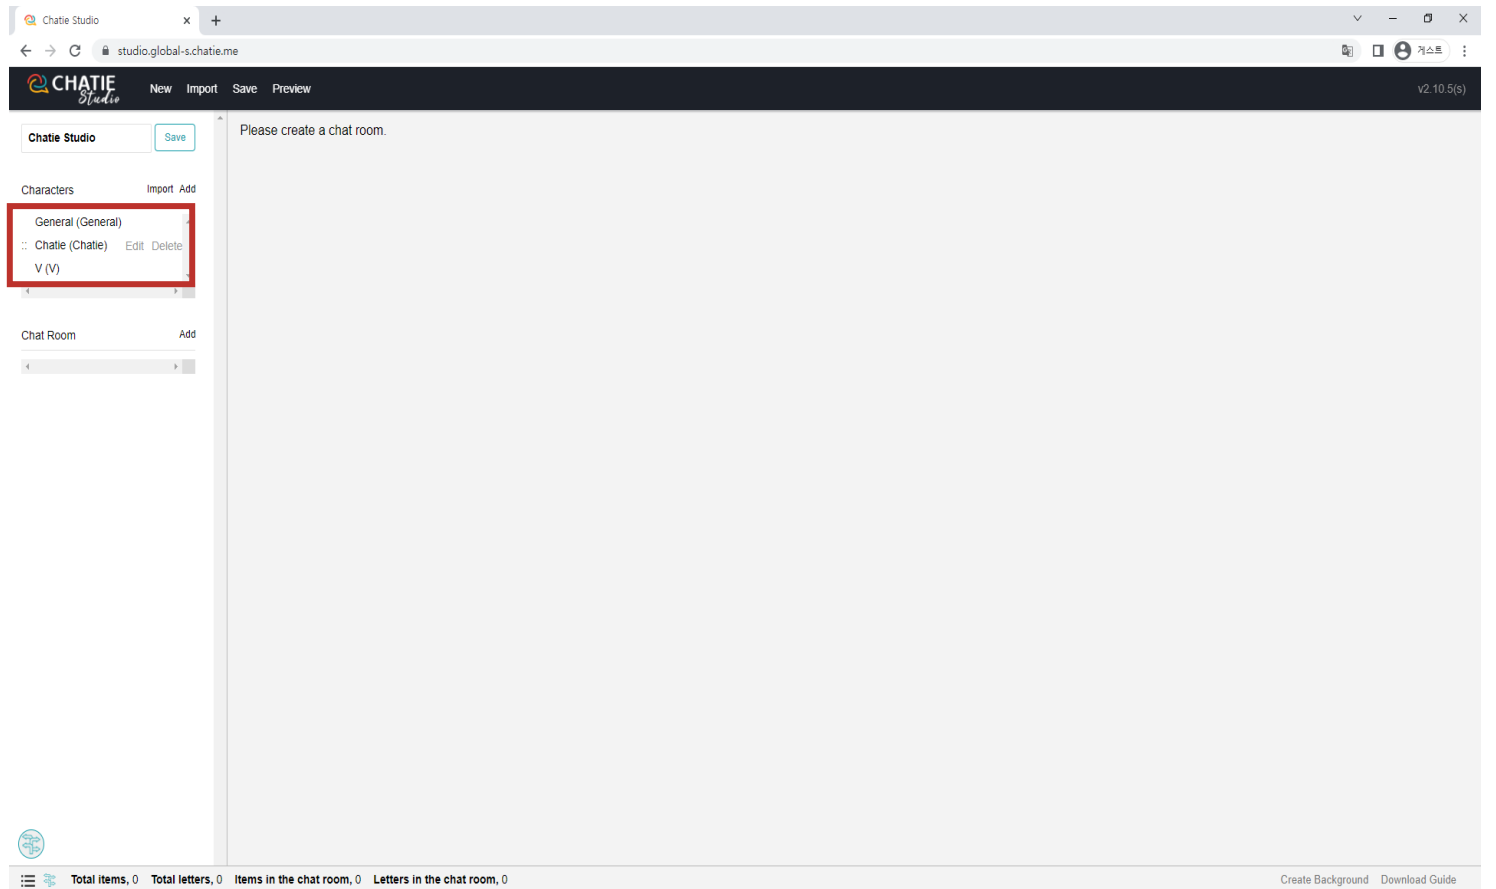 Chatie Studio
studio.global-s.chatie.me
게스트
CHATIE Studio
New Import Save Preview
v2.10.5(s)
Chatie Studio Save
Please create a chat room.
Characters Import Add
General (General)
Chatie (Chatie) Edit Delete
V (V)
Chat Room Add
Total items, 0 Total letters, 0 Items in the chat room, 0 Letters in the chat room, 0
Create Background Download Guide